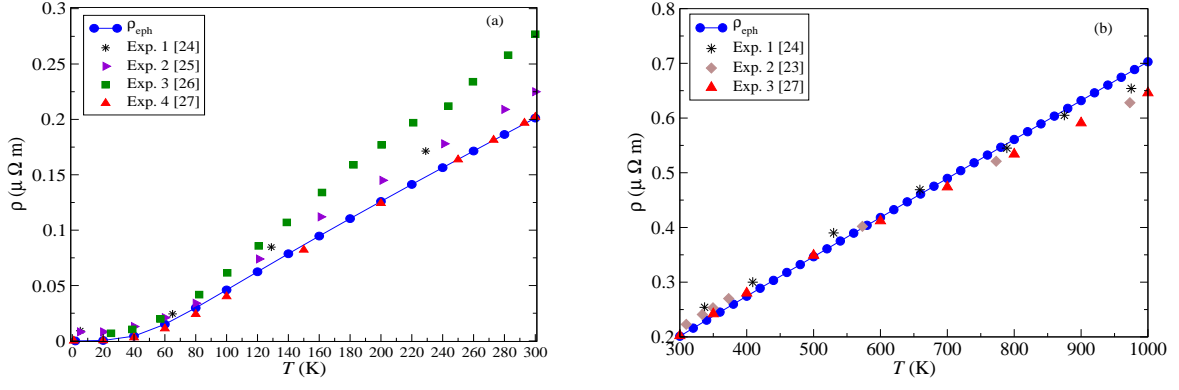 (a)
ρeph
Exp. 1 [24]
Exp. 2 [25]
Exp. 3 [26]
Exp. 4 [27]
0.3
0.25
0.2
0.15
0.1
0.05
0
ρ (μ Ω m)
0 20 40 60 80 100 120 140 160 180 200 220 240 260 280 300
T (K)
(b)
ρeph
Exp. 1 [24]
Exp. 2 [23]
Exp. 3 [27]
0.8
0.7
0.6
0.5
0.4
0.3
0.2
ρ (μ Ω m)
300 400 500 600 700 800 900 1000
T (K)